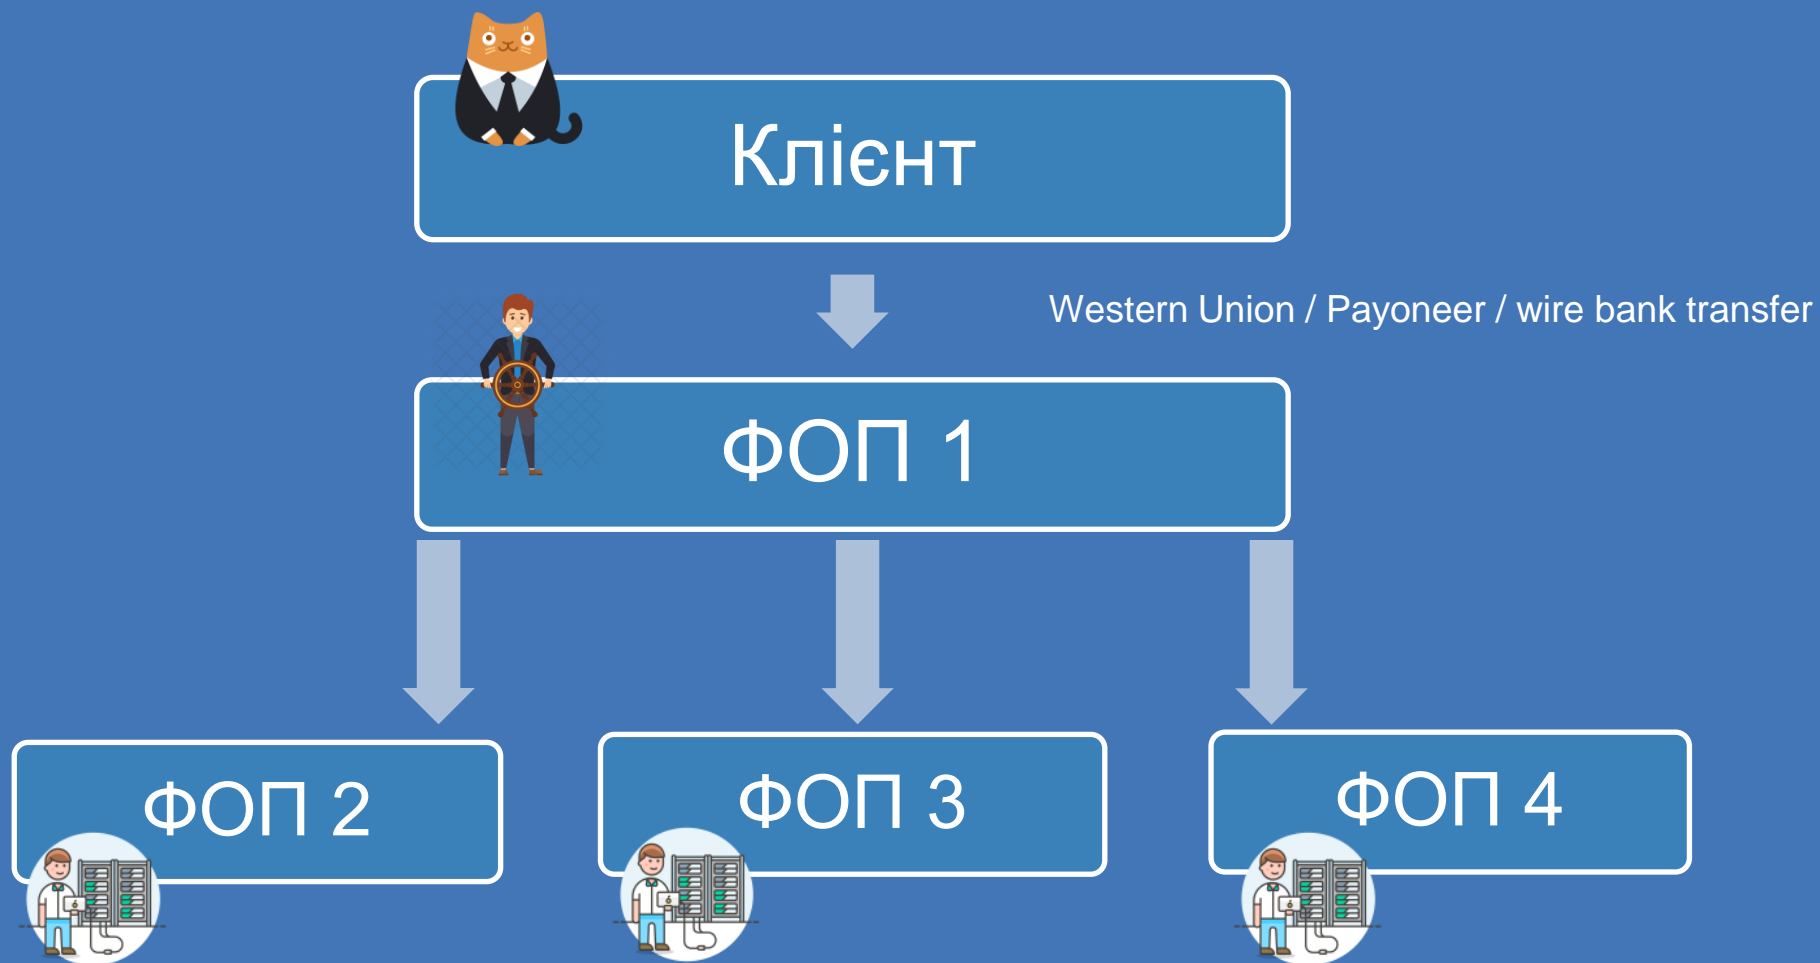 Клієнт
Western Union / Payoneer / wire bank transfer
ФОП 1
ФОП 2
ФОП 3
ФОП 4